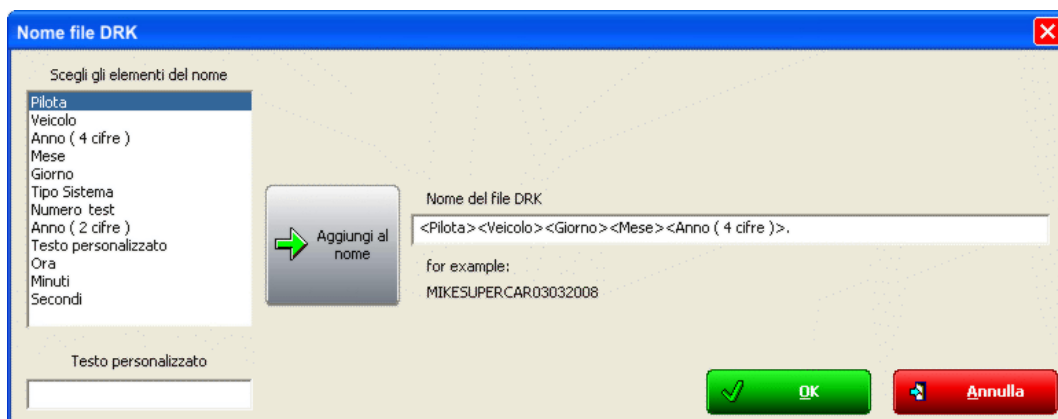 Nome file DRK
Scegli gli elementi del nome
Pilota
Veicolo
Anno ( 4 cifre )
Mese
Giorno
Tipo Sistema
Numero test
Anno ( 2 cifre )
Testo personalizzato
Ora
Minuti
Secondi
Aggiungi al
nome
Nome del file DRK
<Pilota><Veicolo><Giorno><Mese><Anno ( 4 cifre )>.
for example:
MIKESUPERCAR03032008
Testo personalizzato
OK
Annulla